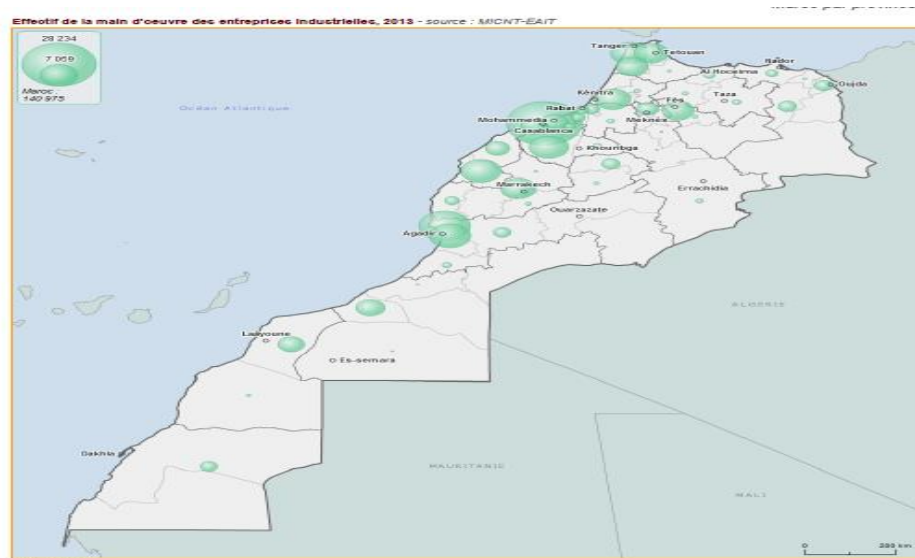 Effectif de la main d'oeuvre des entreprises industrielles, 2013 - source : MICNT-EAIT
28 234
7 059
Maroc :
140 975
Océan Atlantique
Tanger
Tetouan
Al Hoceima
Nador
Oujda
Kénitra
Rabat
Fès
Taza
Mohammedia
Meknès
Casablanca
Khouribga
Marrakech
Errachidia
Ouarzazate
Agadir
ALGERIE
Laayoune
Es-semara
Dakhla
MAURITANIE
MALI
0 200 km